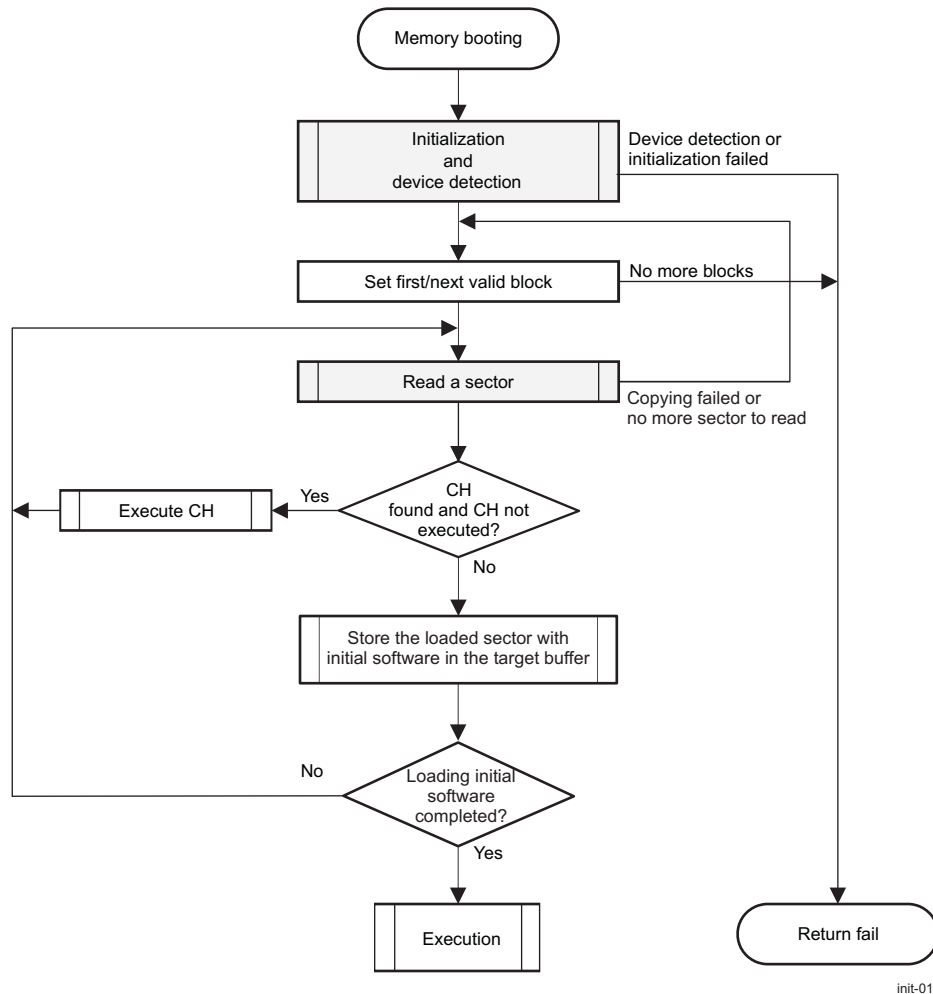 Memory booting
Initialization
and
device detection
Device detection or
initialization failed
Set first/next valid block
No more blocks
Read a sector
Copying failed or
no more sector to read
CH
found and CH not
executed?
Yes
Execute CH
No
Store the loaded sector with
initial software in the target buffer
No
Loading initial
software
completed?
Yes
Execution
Return fail
init-01